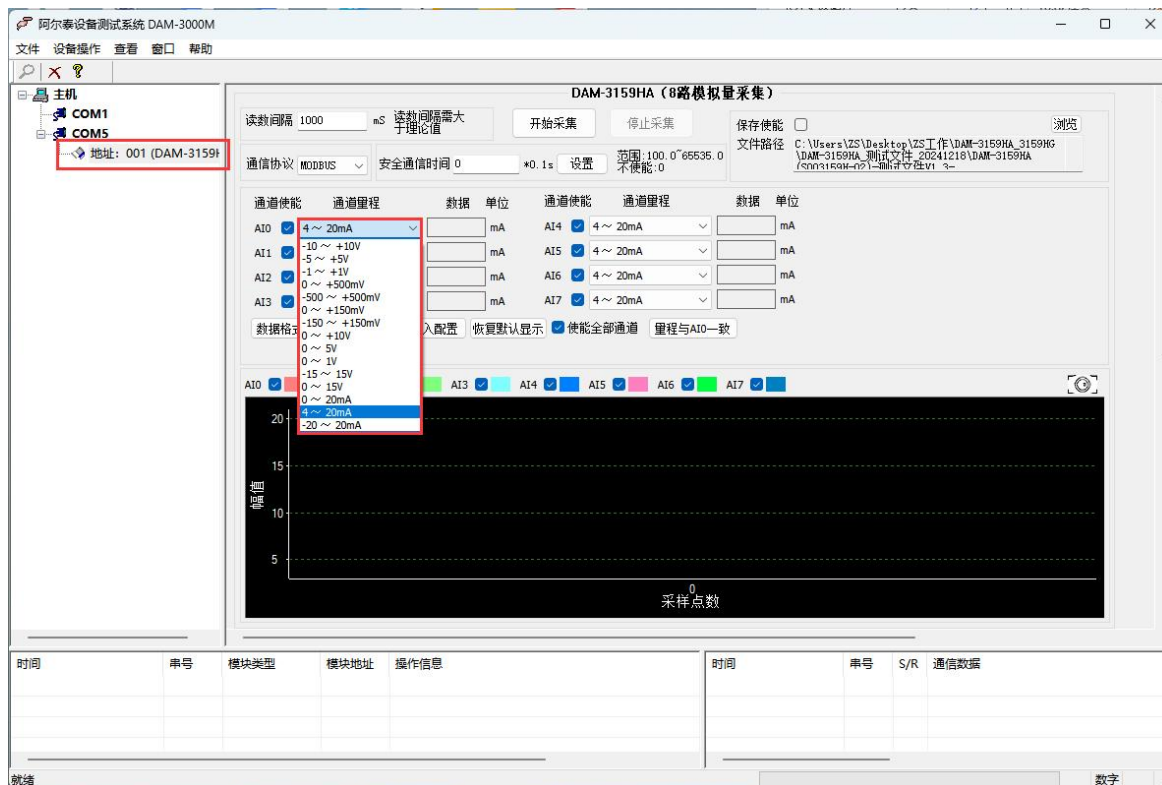 阿尔泰设备测试系统 DAM-3000M
文件 设备操作 查看 窗口 帮助
主机
COM1
COM5
地址：001 (DAM-3159H
DAM-3159HA（8路模拟量采集）
读数间隔 1000 mS 读数间隔需大于理论值 开始采集 停止采集
保存使能 浏览
文件路径 C:\Users\ZS\Desktop\ZS工作\DAM-3159HA_3159HG
\DAM-3159HA_测试文件_20241218\DAM-3159HA
(S003159H-02)-测试文件V1.3-
通信协议 MODBUS 安全通信时间 0 *0.1s 设置 范围:100.0~65535.0 不使能:0
通道使能 通道量程 数据 单位 通道使能 通道量程 数据 单位
AI0 4～ 20mA mA AI4 4～ 20mA mA
AI1 mA AI5 4～ 20mA mA
AI2 mA AI6 4～ 20mA mA
AI3 mA AI7 4～ 20mA mA
-10 ～ +10V
-5 ～ +5V
-1 ～ +1V
0 ～ +500mV
-500 ～ +500mV
0 ～ +150mV
-150 ～ +150mV
0 ～ +10V
0 ～ 5V
0 ～ 1V
-15 ～ 15V
0 ～ 15V
0 ～ 20mA
4～ 20mA
-20 ～ 20mA
数据格式 入配置 恢复默认显示 使能全部通道 量程与AI0一致
AI0 AI3 AI4 AI5 AI6 AI7
20
15
幅值
10
5
0
采样点数
时间 串号 模块类型 模块地址 操作信息 时间 串号 S/R 通信数据
就绪 数字